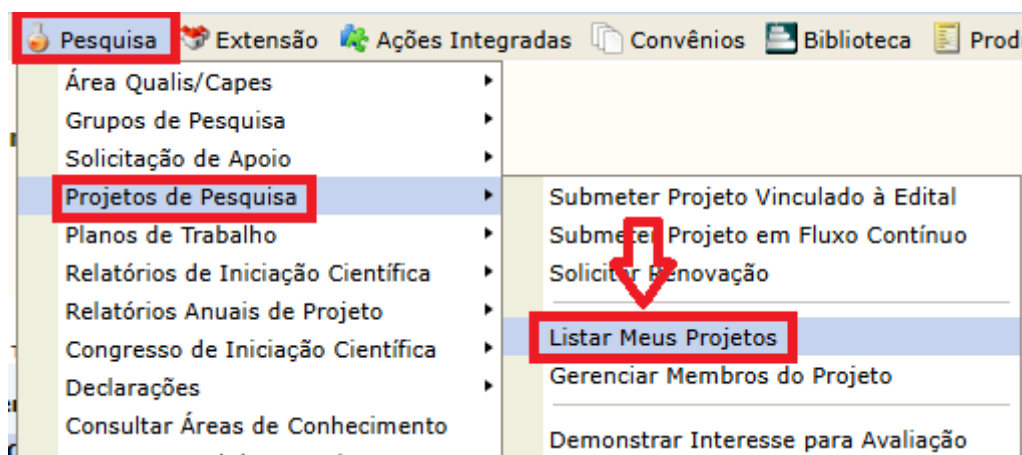 Pesquisa Extensão Ações Integradas Convênios Biblioteca Prod
Área Qualis/Capes
Grupos de Pesquisa
Solicitação de Apoio
Projetos de Pesquisa
Planos de Trabalho
Relatórios de Iniciação Científica
Relatórios Anuais de Projeto
Congresso de Iniciação Científica
Declarações
Consultar Áreas de Conhecimento
Submeter Projeto Vinculado à Edital
Submeter Projeto em Fluxo Contínuo
Solicitar Renovação
Listar Meus Projetos
Gerenciar Membros do Projeto
Demonstrar Interesse para Avaliação